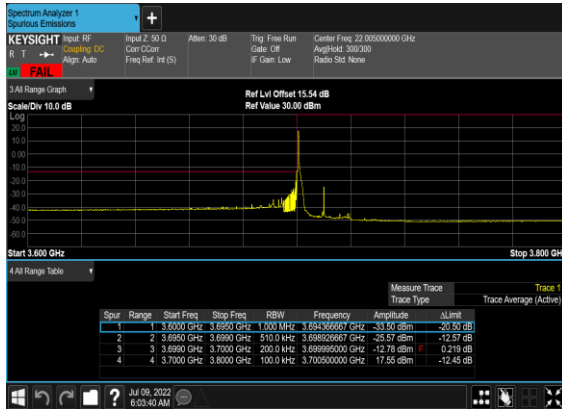 Spectrum Analyzer 1
Spurious Emissions
KEYSIGHT Input: RF Input Z: 50 Ω Atten: 30 dB Trig: Free Run Center Freq: 22.005000000 GHz
R T Coupling: DC Corr CCorr Gate: Off Avg|Hold: 300/300
Align: Auto Freq Ref: Int (S) IF Gain: Low Radio Std: None
FAIL
3 All Range Graph Ref Lvl Offset 15.54 dB
Scale/Div 10.0 dB Ref Value 30.00 dBm
Log
20.0
10.0
0.00
-10.0
-20.0
-30.0
-40.0
-50.0
-60.0
Start 3.600 GHz Stop 3.800 GH
4 All Range Table
Measure Trace Trace 1
Trace Type Trace Average (Active)
Spur Range Start Freq Stop Freq RBW Frequency Amplitude ΔLimit
1 1 3.6000 GHz 3.6950 GHz 1.000 MHz 3.694366667 GHz -33.50 dBm -20.50 dB
2 2 3.6950 GHz 3.6990 GHz 510.0 kHz 3.698926667 GHz -25.57 dBm -12.57 dB
3 3 3.6990 GHz 3.7000 GHz 200.0 kHz 3.699995000 GHz -12.78 dBm F 0.219 dB
4 4 3.7000 GHz 3.8000 GHz 100.0 kHz 3.700500000 GHz 17.55 dBm -12.45 dB
Jul 09, 2022
6:03:40 AM